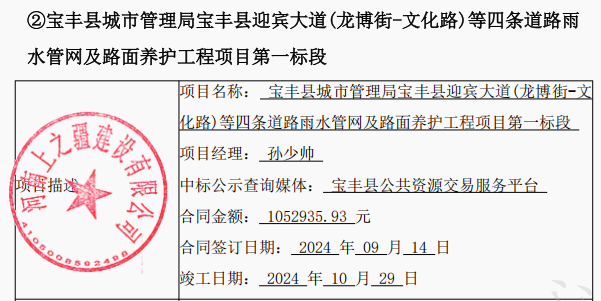 ②宝丰县城市管理局宝丰县迎宾大道(龙博街-文化路)等四条道路雨
水管网及路面养护工程项目第一标段
项目描述
项目名称: 宝丰县城市管理局宝丰县迎宾大道(龙博街-文
化路)等四条道路雨水管网及路面养护工程项目第一标段
项目经理: 孙少帅
中标公示查询媒体: 宝丰县公共资源交易服务平台
合同金额: 1052935.93 元
合同签订日期: 2024 年 09 月 14 日
竣工日期: 2024 年 10 月 29 日
河南上之疆建设有限公司
4105008592498